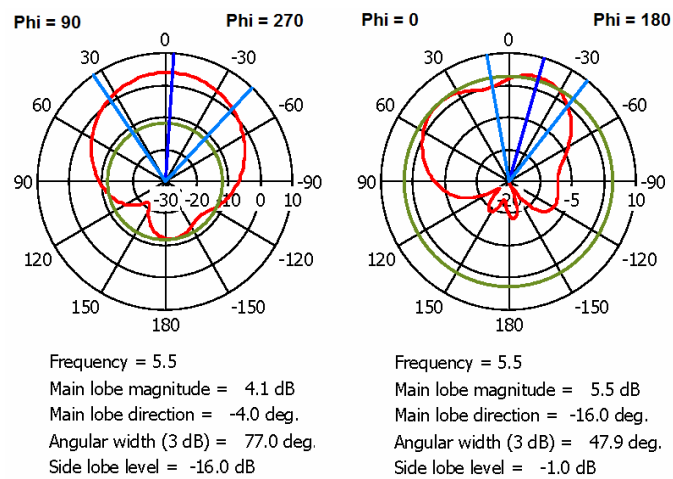 Phi = 90 Phi = 270
0
30 -30
60 -60
90 -30 -20 -10 0 10 -90
120 -120
150 -150
180
Frequency = 5.5
Main lobe magnitude = 4.1 dB
Main lobe direction = -4.0 deg.
Angular width (3 dB) = 77.0 deg.
Side lobe level = -16.0 dB
Phi = 0 Phi = 180
0
30 -30
60 -60
90 -20 -5 10 -90
120 -120
150 -150
180
Frequency = 5.5
Main lobe magnitude = 5.5 dB
Main lobe direction = -16.0 deg.
Angular width (3 dB) = 47.9 deg.
Side lobe level = -1.0 dB